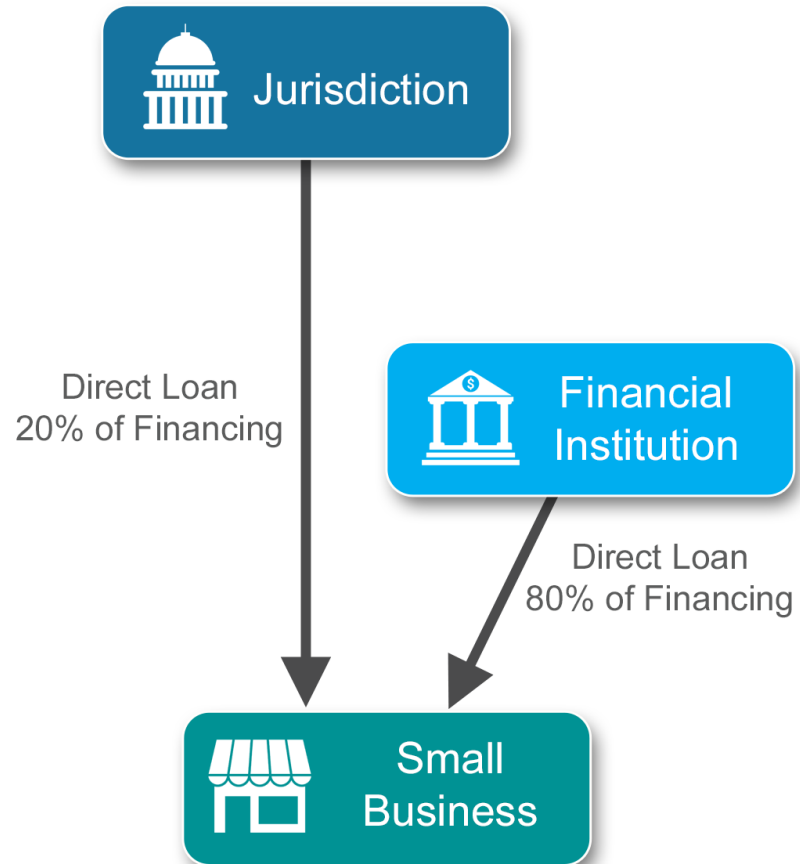 Jurisdiction
Direct Loan
20% of Financing
$
Financial
Institution
Direct Loan
80% of Financing
Small
Business